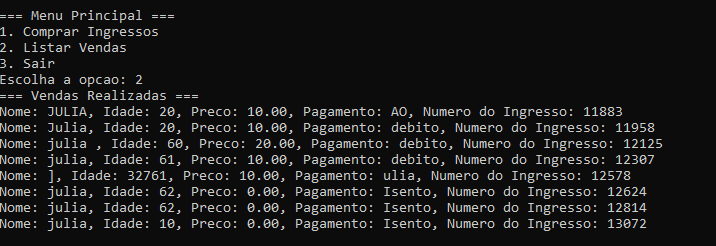 === Menu Principal ===
1. Comprar Ingressos
2. Listar Vendas
3. Sair
Escolha a opcao: 2
=== Vendas Realizadas ===
Nome: JULIA, Idade: 20, Preco: 10.00, Pagamento: AO, Numero do Ingresso: 11883
Nome: Julia, Idade: 20, Preco: 10.00, Pagamento: debito, Numero do Ingresso: 11958
Nome: julia , Idade: 60, Preco: 20.00, Pagamento: debito, Numero do Ingresso: 12125
Nome: julia, Idade: 61, Preco: 10.00, Pagamento: debito, Numero do Ingresso: 12307
Nome: ], Idade: 32761, Preco: 10.00, Pagamento: ulia, Numero do Ingresso: 12578
Nome: julia, Idade: 62, Preco: 0.00, Pagamento: Isento, Numero do Ingresso: 12624
Nome: julia, Idade: 62, Preco: 0.00, Pagamento: Isento, Numero do Ingresso: 12814
Nome: julia, Idade: 10, Preco: 0.00, Pagamento: Isento, Numero do Ingresso: 13072